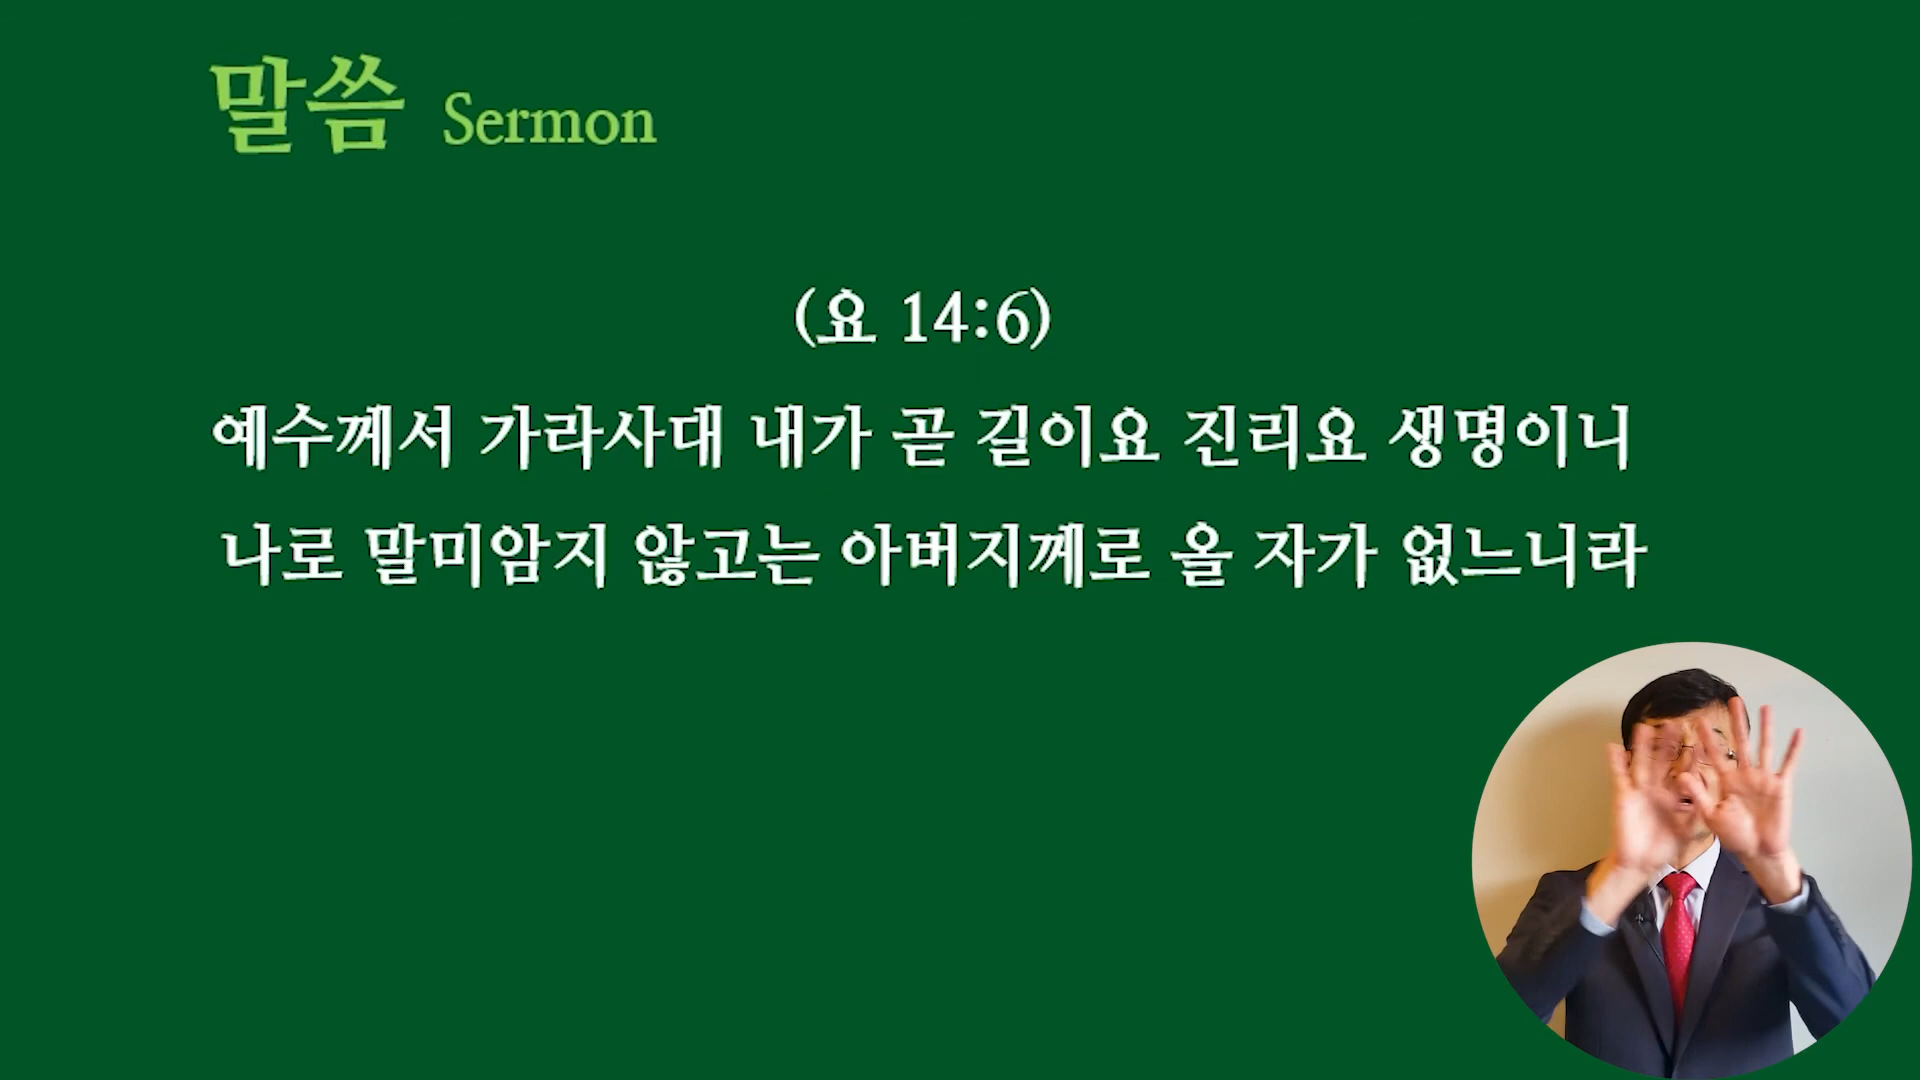 말씀 Sermon
(요 14:6)
예수께서 가라사대 내가 곧 길이요 진리요 생명이니
나로 말미암지 않고는 아버지께로 올 자가 없느니라